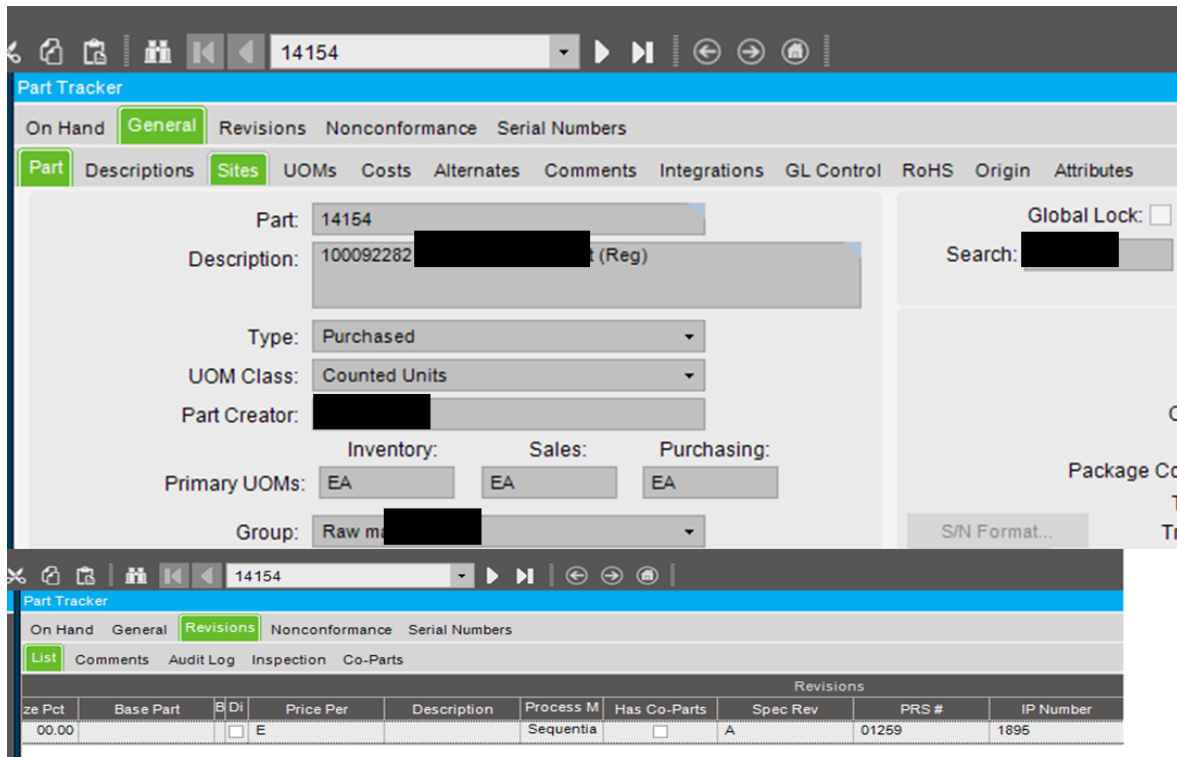 14154
Part Tracker
On Hand General Revisions Nonconformance Serial Numbers
Part Descriptions Sites UOMs Costs Alternates Comments Integrations GL Control RoHS Origin Attributes
Part: 14154 Global Lock:
Description: 100092282 t (Reg) Search:
Type: Purchased
UOM Class: Counted Units
Part Creator:
Inventory: Sales: Purchasing:
Primary UOMs: EA EA EA Package Co
Group: Raw ma S/N Format... Tr
14154
Part Tracker
On Hand General Revisions Nonconformance Serial Numbers
List Comments Audit Log Inspection Co-Parts
Revisions
ze Pct Base Part B Di Price Per Description Process M Has Co-Parts Spec Rev PRS # IP Number
00.00 E Sequentia A 01259 1895